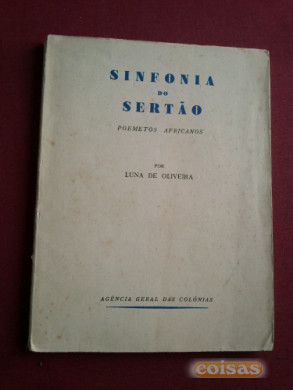 SINFONIA
DO
SERTÃO
POEMETOS AFRICANOS
POR
LUNA DE OLIVEIRA
AGÊNCIA GERAL DAS COLÓNIAS
coisas